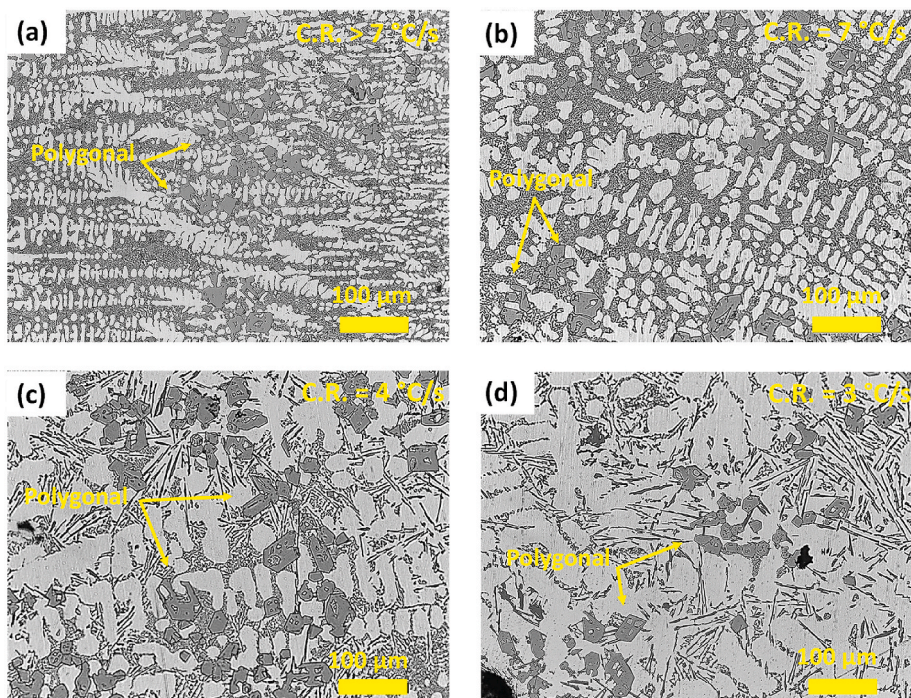 (a)
C.R. > 7 °C/s
Polygonal
100 µm
(b)
C.R. = 7 °C/s
Polygonal
100 µm
(c)
C.R. = 4 °C/s
Polygonal
100 µm
(d)
C.R. = 3 °C/s
Polygonal
100 µm